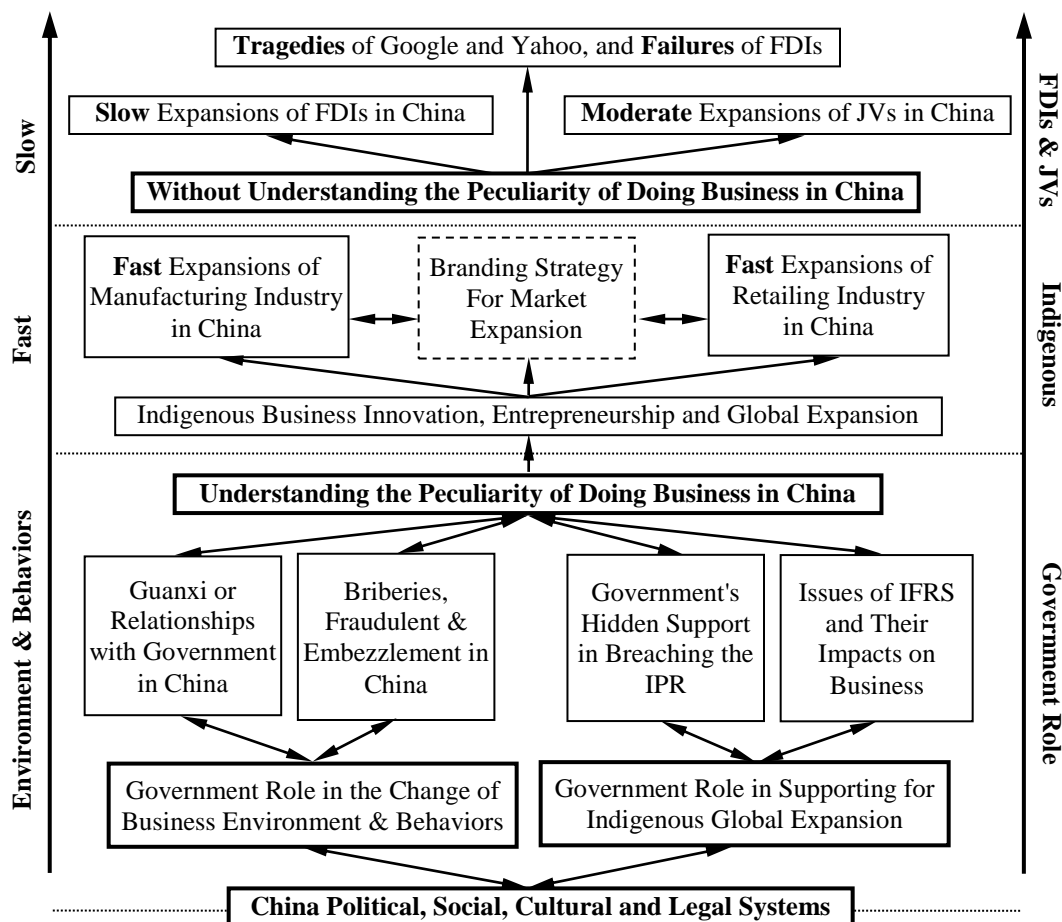 Tragedies of Google and Yahoo, and Failures of FDIs
Slow Expansions of FDIs in China
Moderate Expansions of JVs in China
Without Understanding the Peculiarity of Doing Business in China
Slow
FDIs & JVs
Fast Expansions of
Manufacturing Industry
in China
Branding Strategy
For Market
Expansion
Fast Expansions of
Retailing Industry
in China
Fast
Indigenous
Indigenous Business Innovation, Entrepreneurship and Global Expansion
Understanding the Peculiarity of Doing Business in China
Environment & Behaviors
Government Role
Guanxi or
Relationships
with Government
in China
Briberies,
Fraudulent &
Embezzlement in
China
Government's
Hidden Support
in Breaching the
IPR
Issues of IFRS
and Their
Impacts on
Business
Government Role in the Change of
Business Environment & Behaviors
Government Role in Supporting for
Indigenous Global Expansion
China Political, Social, Cultural and Legal Systems